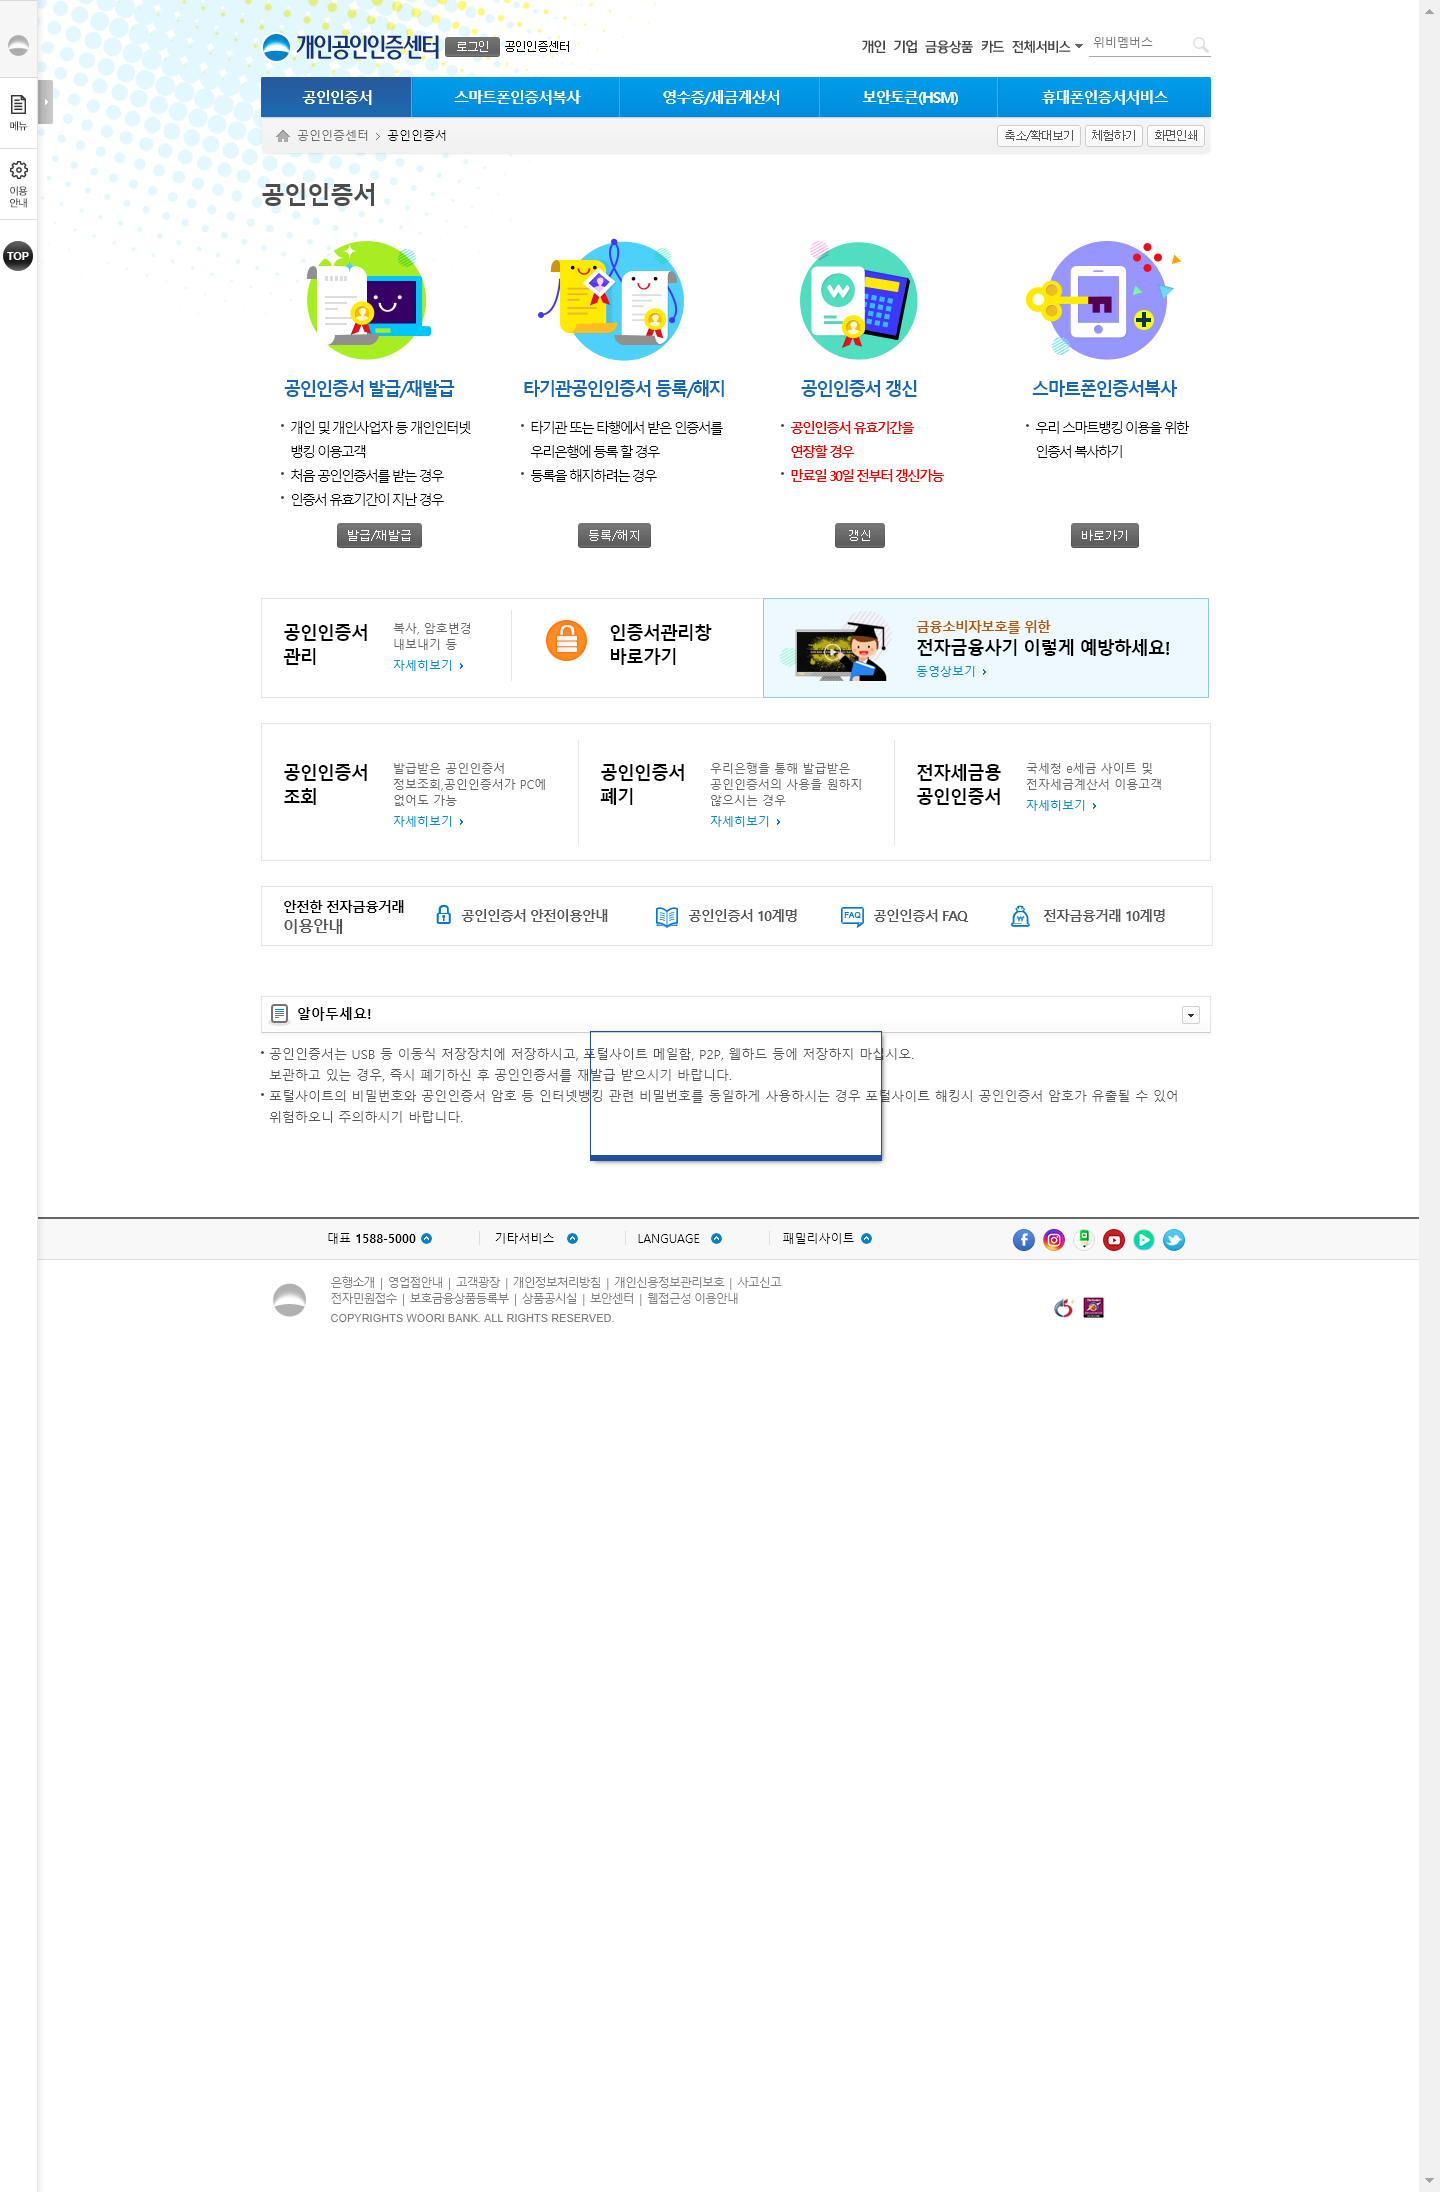 개인공인인증센터 로그인 공인인증센터
개인 기업 금융상품 카드 전체서비스 위비멤버스
공인인증서 스마트폰인증서복사 영수증/세금계산서 보안토큰(HSM) 휴대폰인증서서비스
공인인증센터 > 공인인증서 축소/확대보기 체험하기 화면인쇄
메뉴
이용
안내
TOP
공인인증서
공인인증서 발급/재발급
• 개인 및 개인사업자 등 개인인터넷
뱅킹 이용고객
• 처음 공인인증서를 받는 경우
• 인증서 유효기간이 지난 경우
발급/재발급
타기관공인인증서 등록/해지
• 타기관 또는 타행에서 받은 인증서를
우리은행에 등록 할 경우
• 등록을 해지하려는 경우
등록/해지
공인인증서 갱신
• 공인인증서 유효기간을
연장할 경우
• 만료일 30일 전부터 갱신가능
갱신
스마트폰인증서복사
• 우리 스마트뱅킹 이용을 위한
인증서 복사하기
바로가기
공인인증서
관리
복사, 암호변경
내보내기 등
자세히보기
인증서관리창
바로가기
금융소비자보호를 위한
전자금융사기 이렇게 예방하세요!
동영상보기
공인인증서
조회
발급받은 공인인증서
정보조회,공인인증서가 PC에
없어도 가능
자세히보기
공인인증서
폐기
우리은행을 통해 발급받은
공인인증서의 사용을 원하지
않으시는 경우
자세히보기
전자세금용
공인인증서
국세청 e세금 사이트 및
전자세금계산서 이용고객
자세히보기
안전한 전자금융거래
이용안내
공인인증서 안전이용안내
공인인증서 10계명
FAQ 공인인증서 FAQ
전자금융거래 10계명
알아두세요!
• 공인인증서는 USB 등 이동식 저장장치에 저장하시고, 포털사이트 메일함, P2P, 웹하드 등에 저장하지 마십시오.
보관하고 있는 경우, 즉시 폐기하신 후 공인인증서를 재발급 받으시기 바랍니다.
• 포털사이트의 비밀번호와 공인인증서 암호 등 인터넷뱅킹 관련 비밀번호를 동일하게 사용하시는 경우 포털사이트 해킹시 공인인증서 암호가 유출될 수 있어
위험하오니 주의하시기 바랍니다.
대표 1588-5000 기타서비스 LANGUAGE 패밀리사이트
은행소개 | 영업점안내 | 고객광장 | 개인정보처리방침 | 개인신용정보관리보호 | 사고신고
전자민원접수 | 보호금융상품등록부 | 상품공시실 | 보안센터 | 웹접근성 이용안내
COPYRIGHTS WOORI BANK. ALL RIGHTS RESERVED.